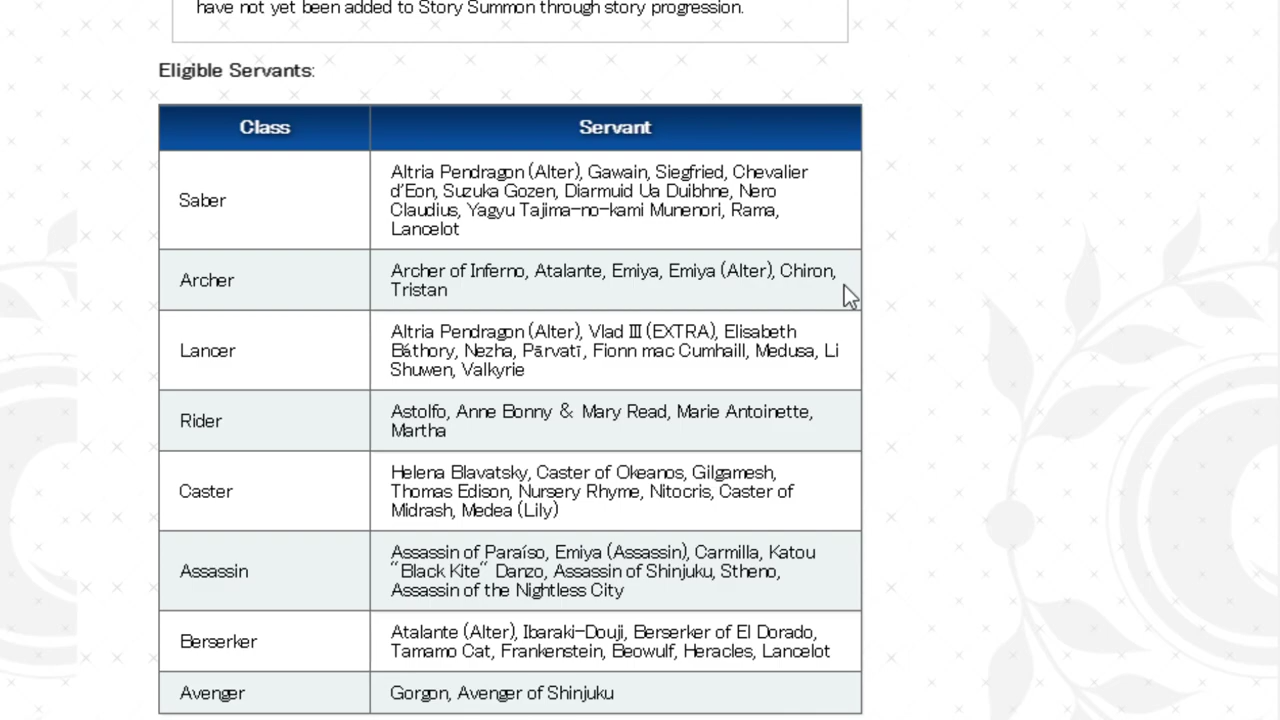 have not yet been added to Story Summon through story progression.
Eligible Servants:
Class
Servant
Saber
Altria Pendragon (Alter), Gawain, Siegfried, Chevalier
d'Eon, Suzuka Gozen, Diarmuid Ua Duibhne, Nero
Claudius, Yagyu Tajima-no-kami Munenori, Rama,
Lancelot
Archer
Archer of Inferno, Atalante, Emiya, Emiya (Alter), Chiron,
Tristan
Lancer
Altria Pendragon (Alter), Vlad III (EXTRA), Elisabeth
Báthory, Nezha, Pārvatī, Fionn mac Cumhaill, Medusa, Li
Shuwen, Valkyrie
Rider
Astolfo, Anne Bonny & Mary Read, Marie Antoinette,
Martha
Caster
Helena Blavatsky, Caster of Okeanos, Gilgamesh,
Thomas Edison, Nursery Rhyme, Nitocris, Caster of
Midrash, Medea (Lily)
Assassin
Assassin of Paraíso, Emiya (Assassin), Carmilla, Katou
"Black Kite" Danzo, Assassin of Shinjuku, Stheno,
Assassin of the Nightless City
Berserker
Atalante (Alter), Ibaraki-Douji, Berserker of El Dorado,
Tamamo Cat, Frankenstein, Beowulf, Heracles, Lancelot
Avenger
Gorgon, Avenger of Shinjuku